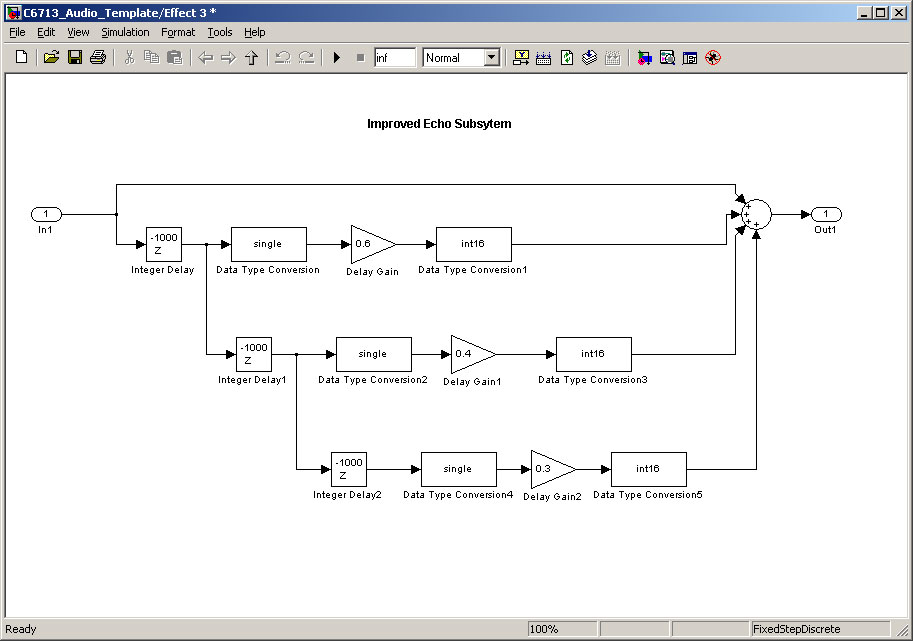 C6713_Audio_Template/Effect 3 *
File Edit View Simulation Format Tools Help
inf Normal
Improved Echo Subsytem
1
In1
-1000
Z
Integer Delay
single
Data Type Conversion
0.6
Delay Gain
int16
Data Type Conversion1
+
+
+
+
1
Out1
-1000
Z
Integer Delay1
single
Data Type Conversion2
0.4
Delay Gain1
int16
Data Type Conversion3
-1000
Z
Integer Delay2
single
Data Type Conversion4
0.3
Delay Gain2
int16
Data Type Conversion5
Ready 100% FixedStepDiscrete